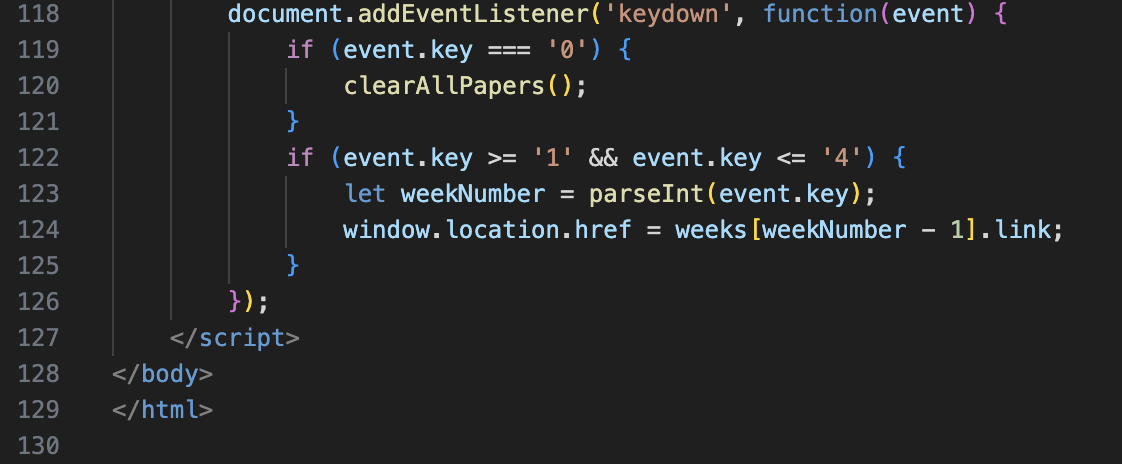 118 document.addEventListener('keydown', function(event) {
119 if (event.key === '0') {
120 clearAllPapers();
121 }
122 if (event.key >= '1' && event.key <= '4') {
123 let weekNumber = parseInt(event.key);
124 window.location.href = weeks[weekNumber - 1].link;
125 }
126 });
127 </script>
128 </body>
129 </html>
130